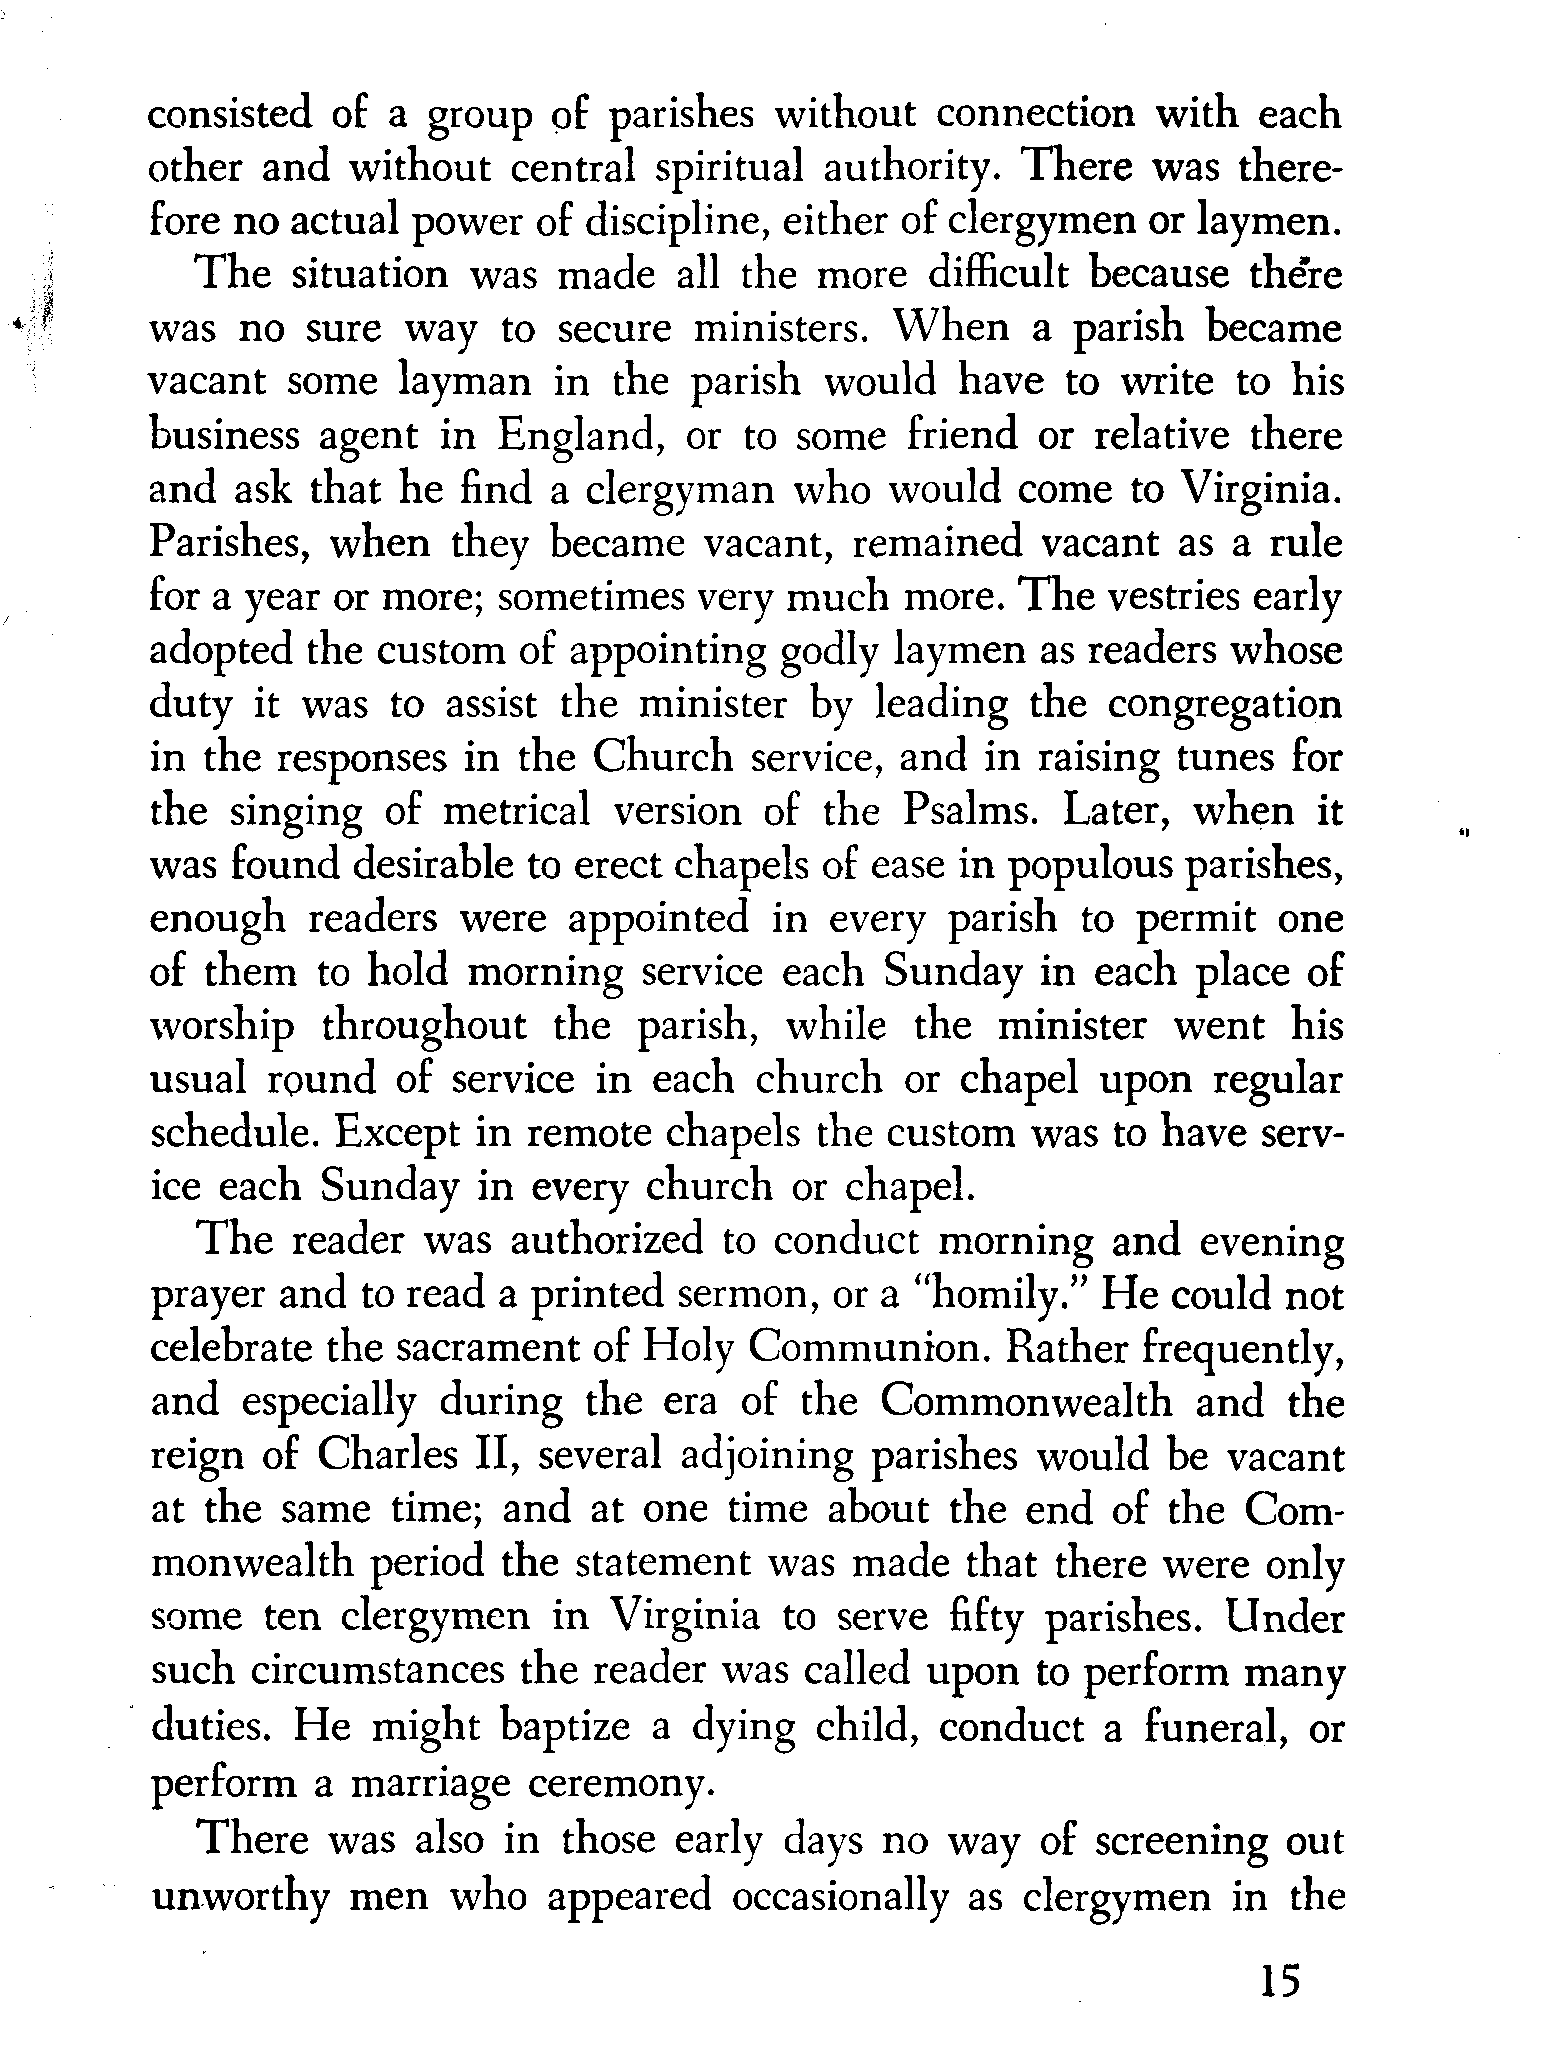 consisted of a group of parishes without connection with each
other and without central spiritual authority. There was there-
fore no actual power of discipline, either of clergymen or laymen.
The situation was made all the more difficult because there
was no sure way to secure ministers. When a parish became
vacant some layman in the parish would have to write to his
business agent in England, or to some friend or relative there
and ask that he find a clergyman who would come to Virginia.
Parishes, when they became vacant, remained vacant as a rule
for a year or more; sometimes very much more. The vestries early
adopted the custom of appointing godly laymen as readers whose
duty it was to assist the minister by leading the congregation
in the responses in the Church service, and in raising tunes for
the singing of metrical version of the Psalms. Later, when it
was found desirable to erect chapels of ease in populous parishes,
enough readers were appointed in every parish to permit one
of them to hold morning service each Sunday in each place of
worship throughout the parish, while the minister went his
usual round of service in each church or chapel upon regular
schedule. Except in remote chapels the custom was to have serv-
ice each Sunday in every church or chapel.
The reader was authorized to conduct morning and evening
prayer and to read a printed sermon, or a “homily.” He could not
celebrate the sacrament of Holy Communion. Rather frequently,
and especially during the era of the Commonwealth and the
reign of Charles II, several adjoining parishes would be vacant
at the same time; and at one time about the end of the Com-
monwealth period the statement was made that there were only
some ten clergymen in Virginia to serve fifty parishes. Under
such circumstances the reader was called upon to perform many
duties. He might baptize a dying child, conduct a funeral, or
perform a marriage ceremony.
There was also in those early days no way of screening out
unworthy men who appeared occasionally as clergymen in the
15